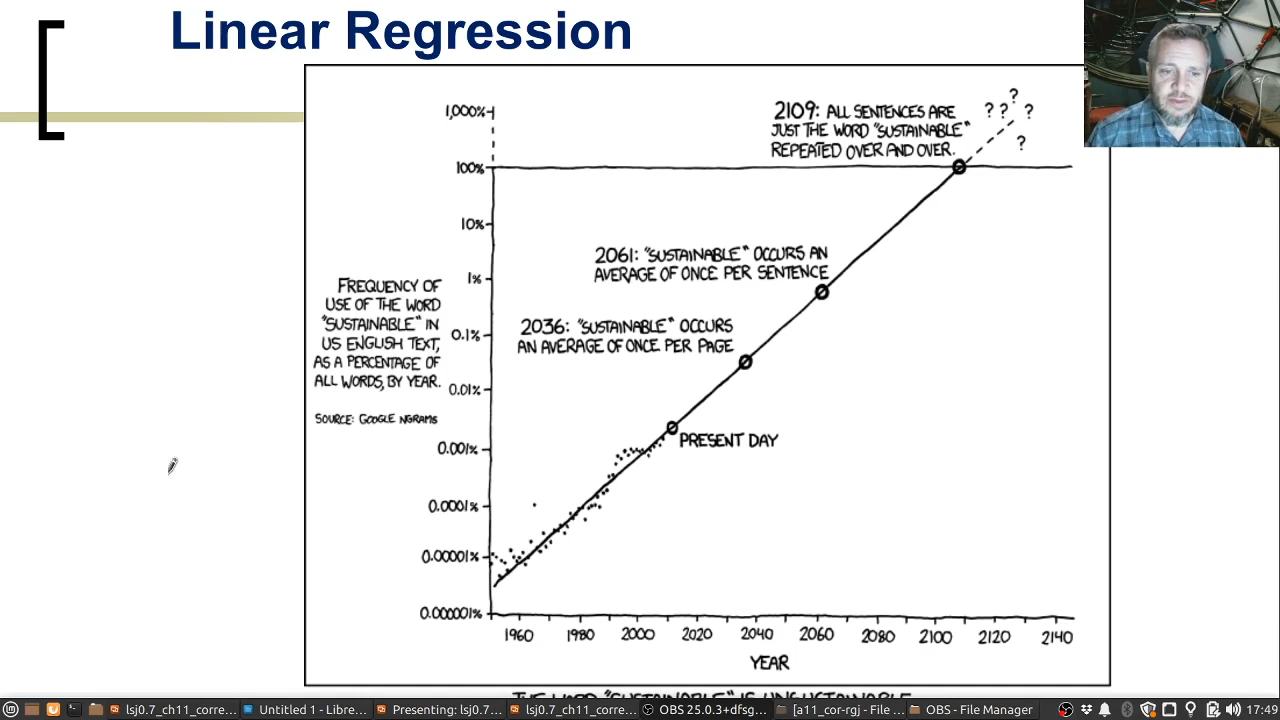 Linear Regression
1,000%
100%
10%
1%
0.1%
0.01%
0.001%
0.0001%
0.00001%
0.000001%
FREQUENCY OF
USE OF THE WORD
"SUSTAINABLE" IN
US ENGLISH TEXT,
AS A PERCENTAGE OF
ALL WORDS, BY YEAR.
SOURCE: GOOGLE NGRAMS
2109: ALL SENTENCES ARE
JUST THE WORD "SUSTAINABLE"
REPEATED OVER AND OVER.
? ? ? ? ?
2061: "SUSTAINABLE" OCCURS AN
AVERAGE OF ONCE PER SENTENCE
2036: "SUSTAINABLE" OCCURS
AN AVERAGE OF ONCE PER PAGE
PRESENT DAY
1960 1980 2000 2020 2040 2060 2080 2100 2120 2140
YEAR
THE WORD "SUSTAINABLE" IS UNSUSTAINABLE.
lsj0.7_ch11_corre... Untitled 1 - Libre... Presenting: lsj0.7... lsj0.7_ch11_corre... OBS 25.0.3+dfsg... [a11_cor-rgj] - File ... OBS - File Manager 17:49